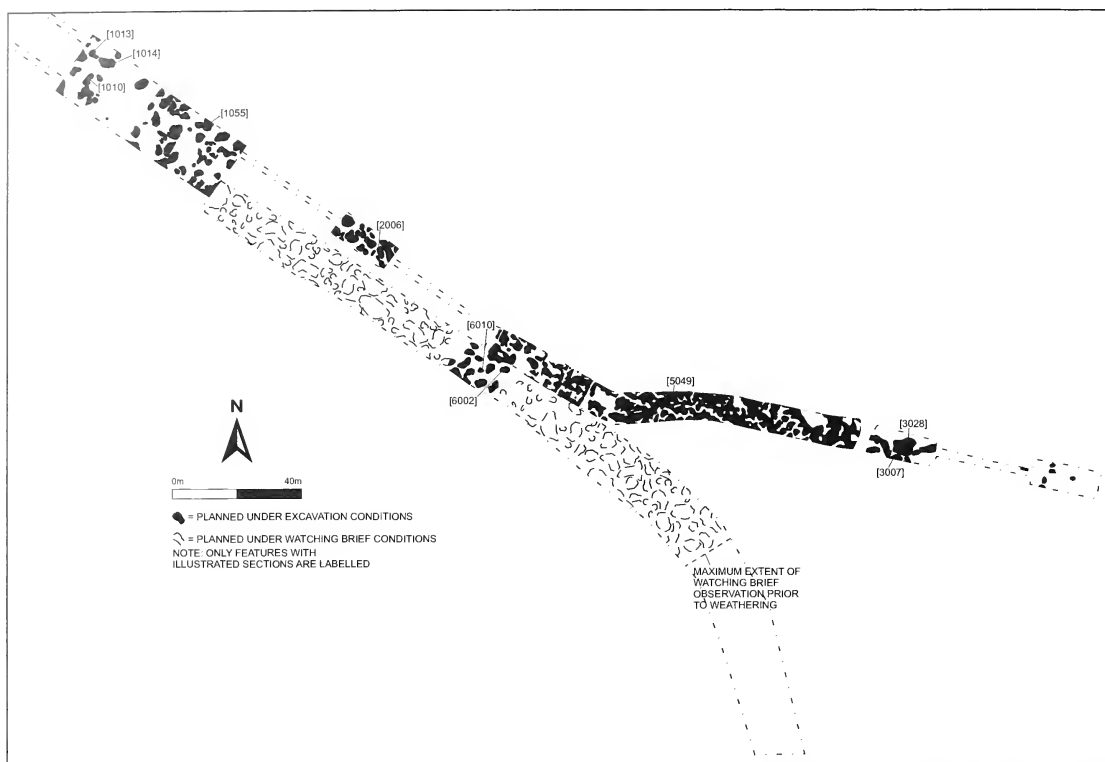 [1013]
[1014]
[1010]
[1055]
[2006]
[6010]
[6002]
[5049]
[3028]
[3007]
N
0m 40m
= PLANNED UNDER EXCAVATION CONDITIONS
= PLANNED UNDER WATCHING BRIEF CONDITIONS
NOTE: ONLY FEATURES WITH
ILLUSTRATED SECTIONS ARE LABELLED
MAXIMUM EXTENT OF
WATCHING BRIEF
OBSERVATION PRIOR
TO WEATHERING